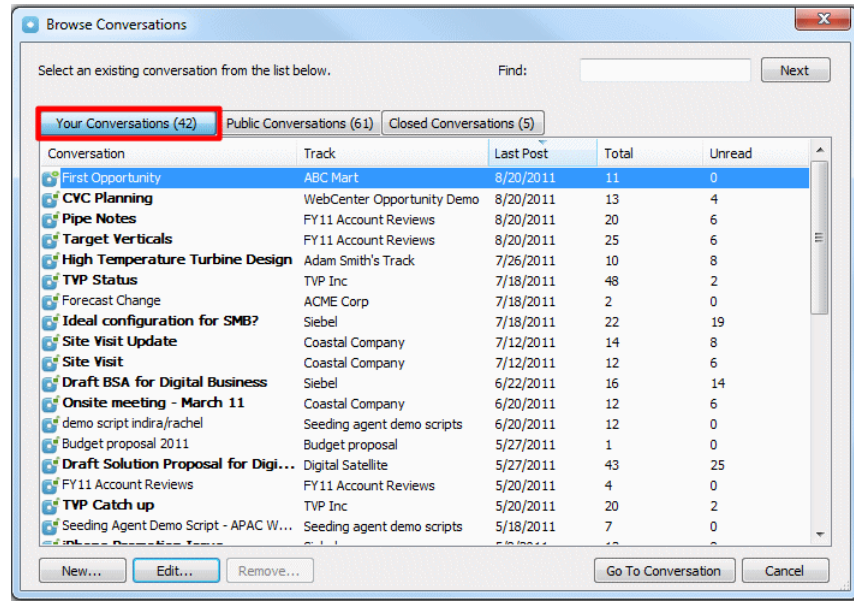 Browse Conversations
Select an existing conversation from the list below. Find: Next
Your Conversations (42) Public Conversations (61) Closed Conversations (5)
Conversation Track Last Post Total Unread
First Opportunity ABC Mart 8/20/2011 11 0
CVC Planning WebCenter Opportunity Demo 8/20/2011 13 4
Pipe Notes FY11 Account Reviews 8/20/2011 20 6
Target Verticals FY11 Account Reviews 8/20/2011 25 6
High Temperature Turbine Design Adam Smith's Track 7/26/2011 10 8
TVP Status TVP Inc 7/18/2011 48 2
Forecast Change ACME Corp 7/18/2011 2 0
Ideal configuration for SMB? Siebel 7/18/2011 22 19
Site Visit Update Coastal Company 7/12/2011 14 8
Site Visit Coastal Company 7/12/2011 12 6
Draft BSA for Digital Business Siebel 6/22/2011 16 14
Onsite meeting - March 11 Coastal Company 6/20/2011 12 6
demo script indira/rachel Seeding agent demo scripts 6/20/2011 12 0
Budget proposal 2011 Budget proposal 5/27/2011 1 0
Draft Solution Proposal for Digi... Digital Satellite 5/27/2011 43 25
FY11 Account Reviews FY11 Account Reviews 5/20/2011 4 0
TVP Catch up TVP Inc 5/20/2011 20 2
Seeding Agent Demo Script - APAC W... Seeding agent demo scripts 5/18/2011 7 0
New... Edit... Remove... Go To Conversation Cancel